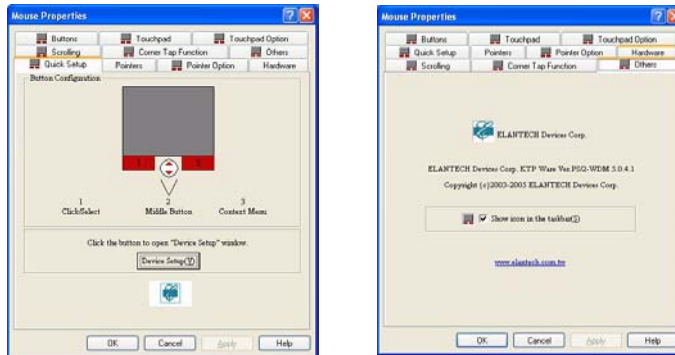 Mouse Properties
Buttons
Touchpad
Touchpad Option
Scrolling
Corner Tap Function
Others
Quick Setup
Pointers
Pointer Option
Hardware
Button Configuration
1
3
1
2
3
Click/Select
Middle Button
Context Menu
Click the button to open "Device Setup" window.
Device Setup(Y)
OK
Cancel
Apply
Help
Mouse Properties
Buttons
Touchpad
Touchpad Option
Quick Setup
Pointers
Pointer Option
Hardware
Scrolling
Corner Tap Function
Others
ELANTECH Devices Corp.
ELANTECH Devices Corp. KTP Ware Ver.PS/2-WDM 5.0.4.1
Copyright (c)2003-2005 ELANTECH Devices Corp.
Show icon in the taskbar(I)
www.elantech.com.tw
OK
Cancel
Apply
Help